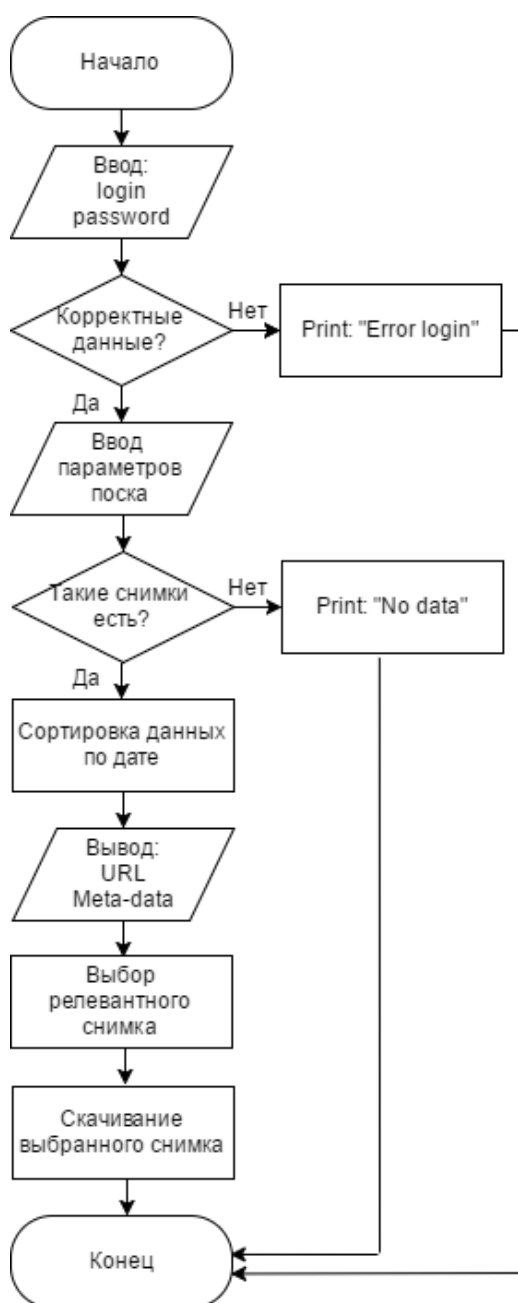 Начало
Ввод:
login
password
Корректные
данные?
Нет
Print: "Error login"
Да
Ввод
параметров
поска
Такие снимки
есть?
Нет
Print: "No data"
Да
Сортировка данных
по дате
Вывод:
URL
Meta-data
Выбор
релевантного
снимка
Скачивание
выбранного снимка
Конец